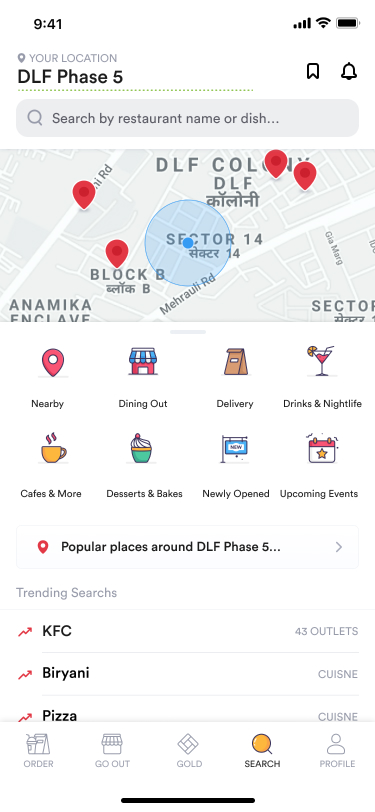 9:41
YOUR LOCATION
DLF Phase 5
Search by restaurant name or dish...
DLF COLONY
DLF
कॉलोनी
SECTOR 14
सेक्टर 14
BLOCK B
ब्लॉक B
Mehrauli Rd
Gia Marg
ANAMIKA
ENCLAVE
SECTOR
Nearby
Dining Out
Delivery
Drinks & Nightlife
NEW
Cafes & More
Desserts & Bakes
Newly Opened
Upcoming Events
Popular places around DLF Phase 5...
Trending Searchs
KFC
43 OUTLETS
Biryani
CUISNE
Pizza
CUISNE
ORDER
GO OUT
GOLD
SEARCH
PROFILE